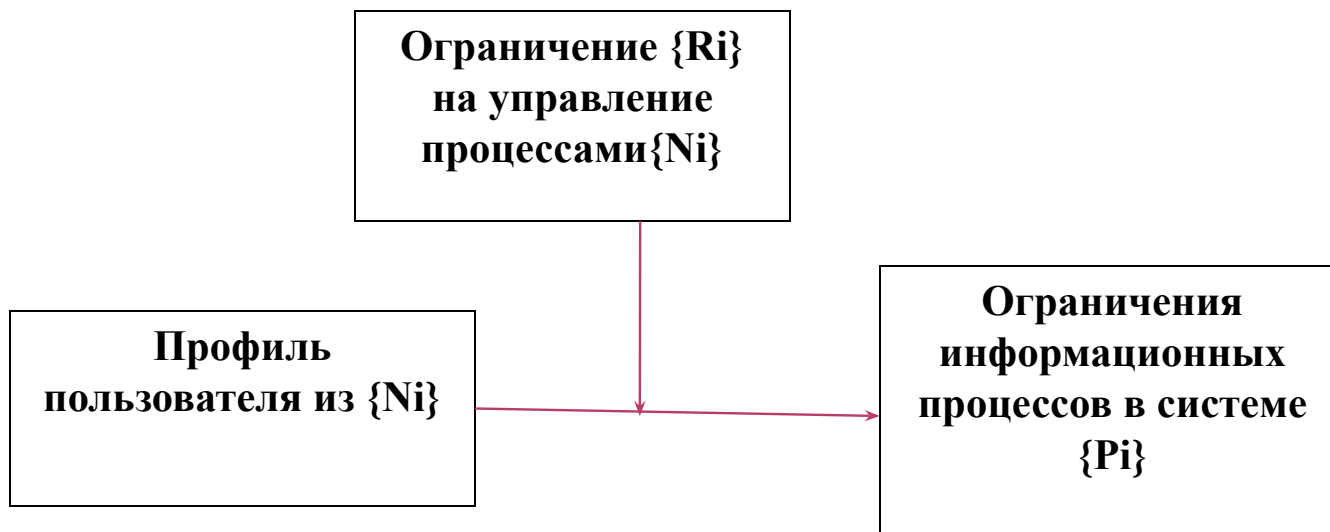 Ограничение {Ri}
на управление
процессами{Ni}
Профиль
пользователя из {Ni}
Ограничения
информационных
процессов в системе
{Pi}